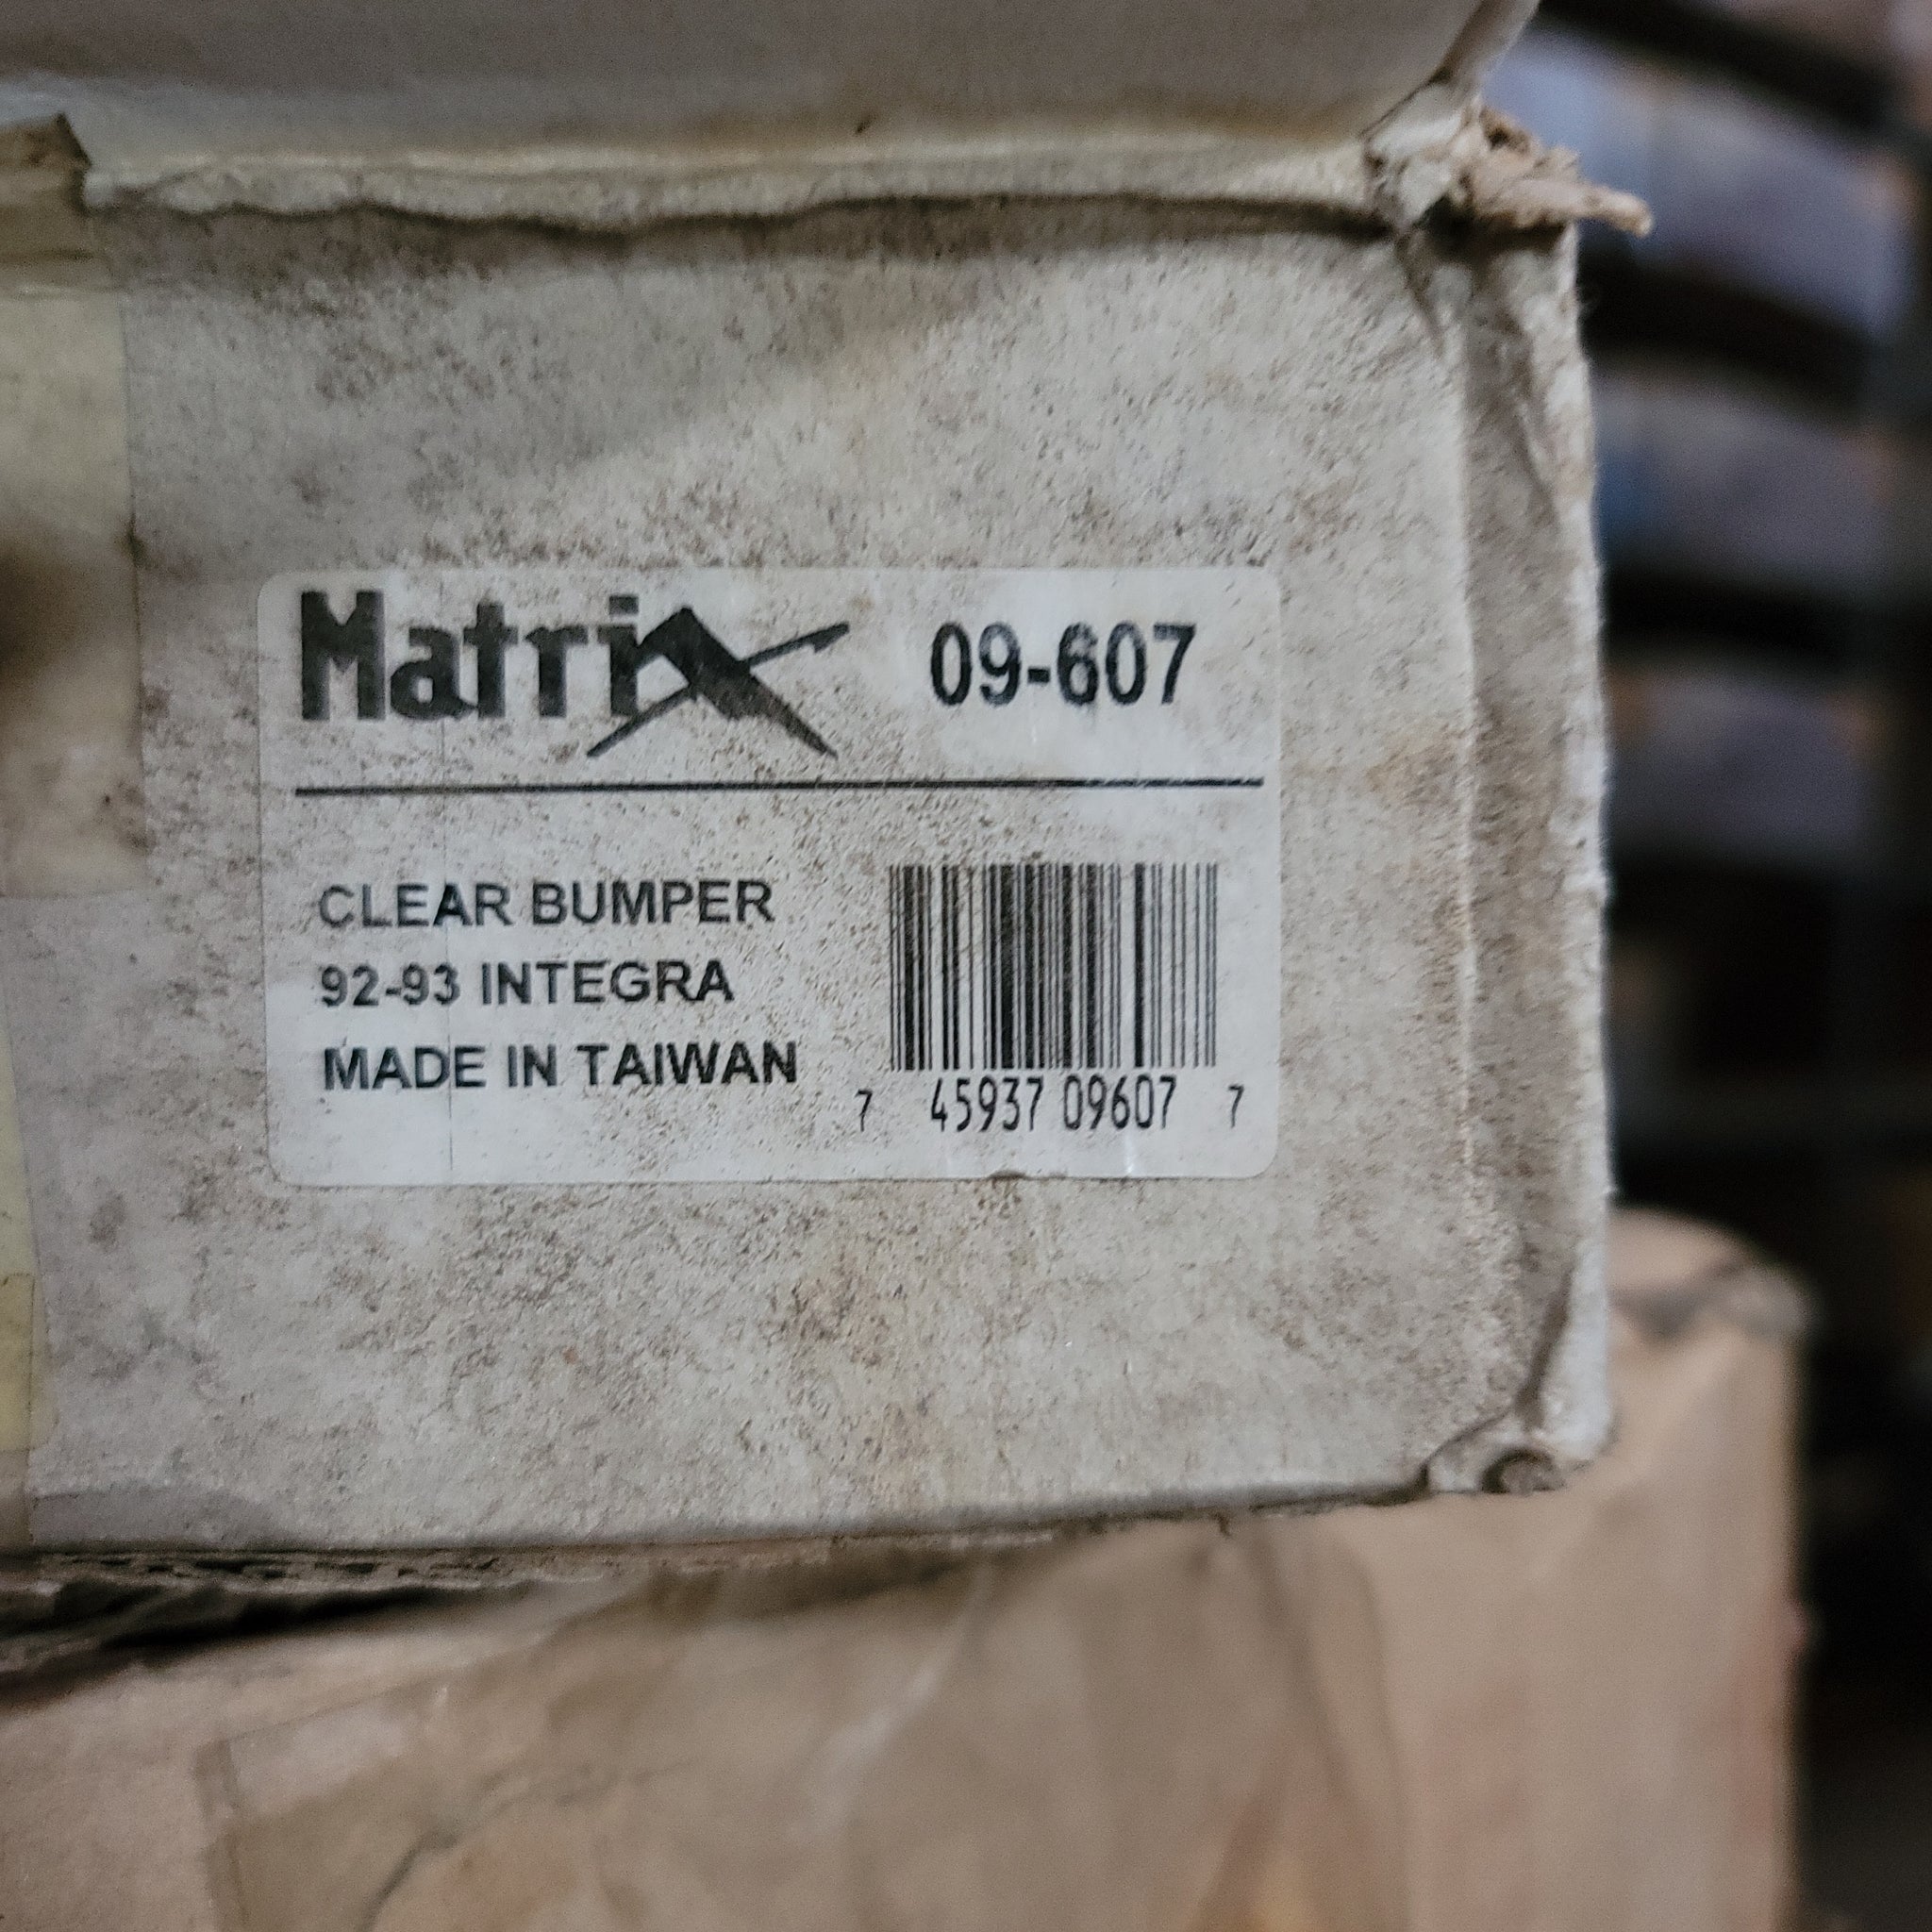 Matrix 09-607
CLEAR BUMPER
92-93 INTEGRA
MADE IN TAIWAN
7 45937 09607 7